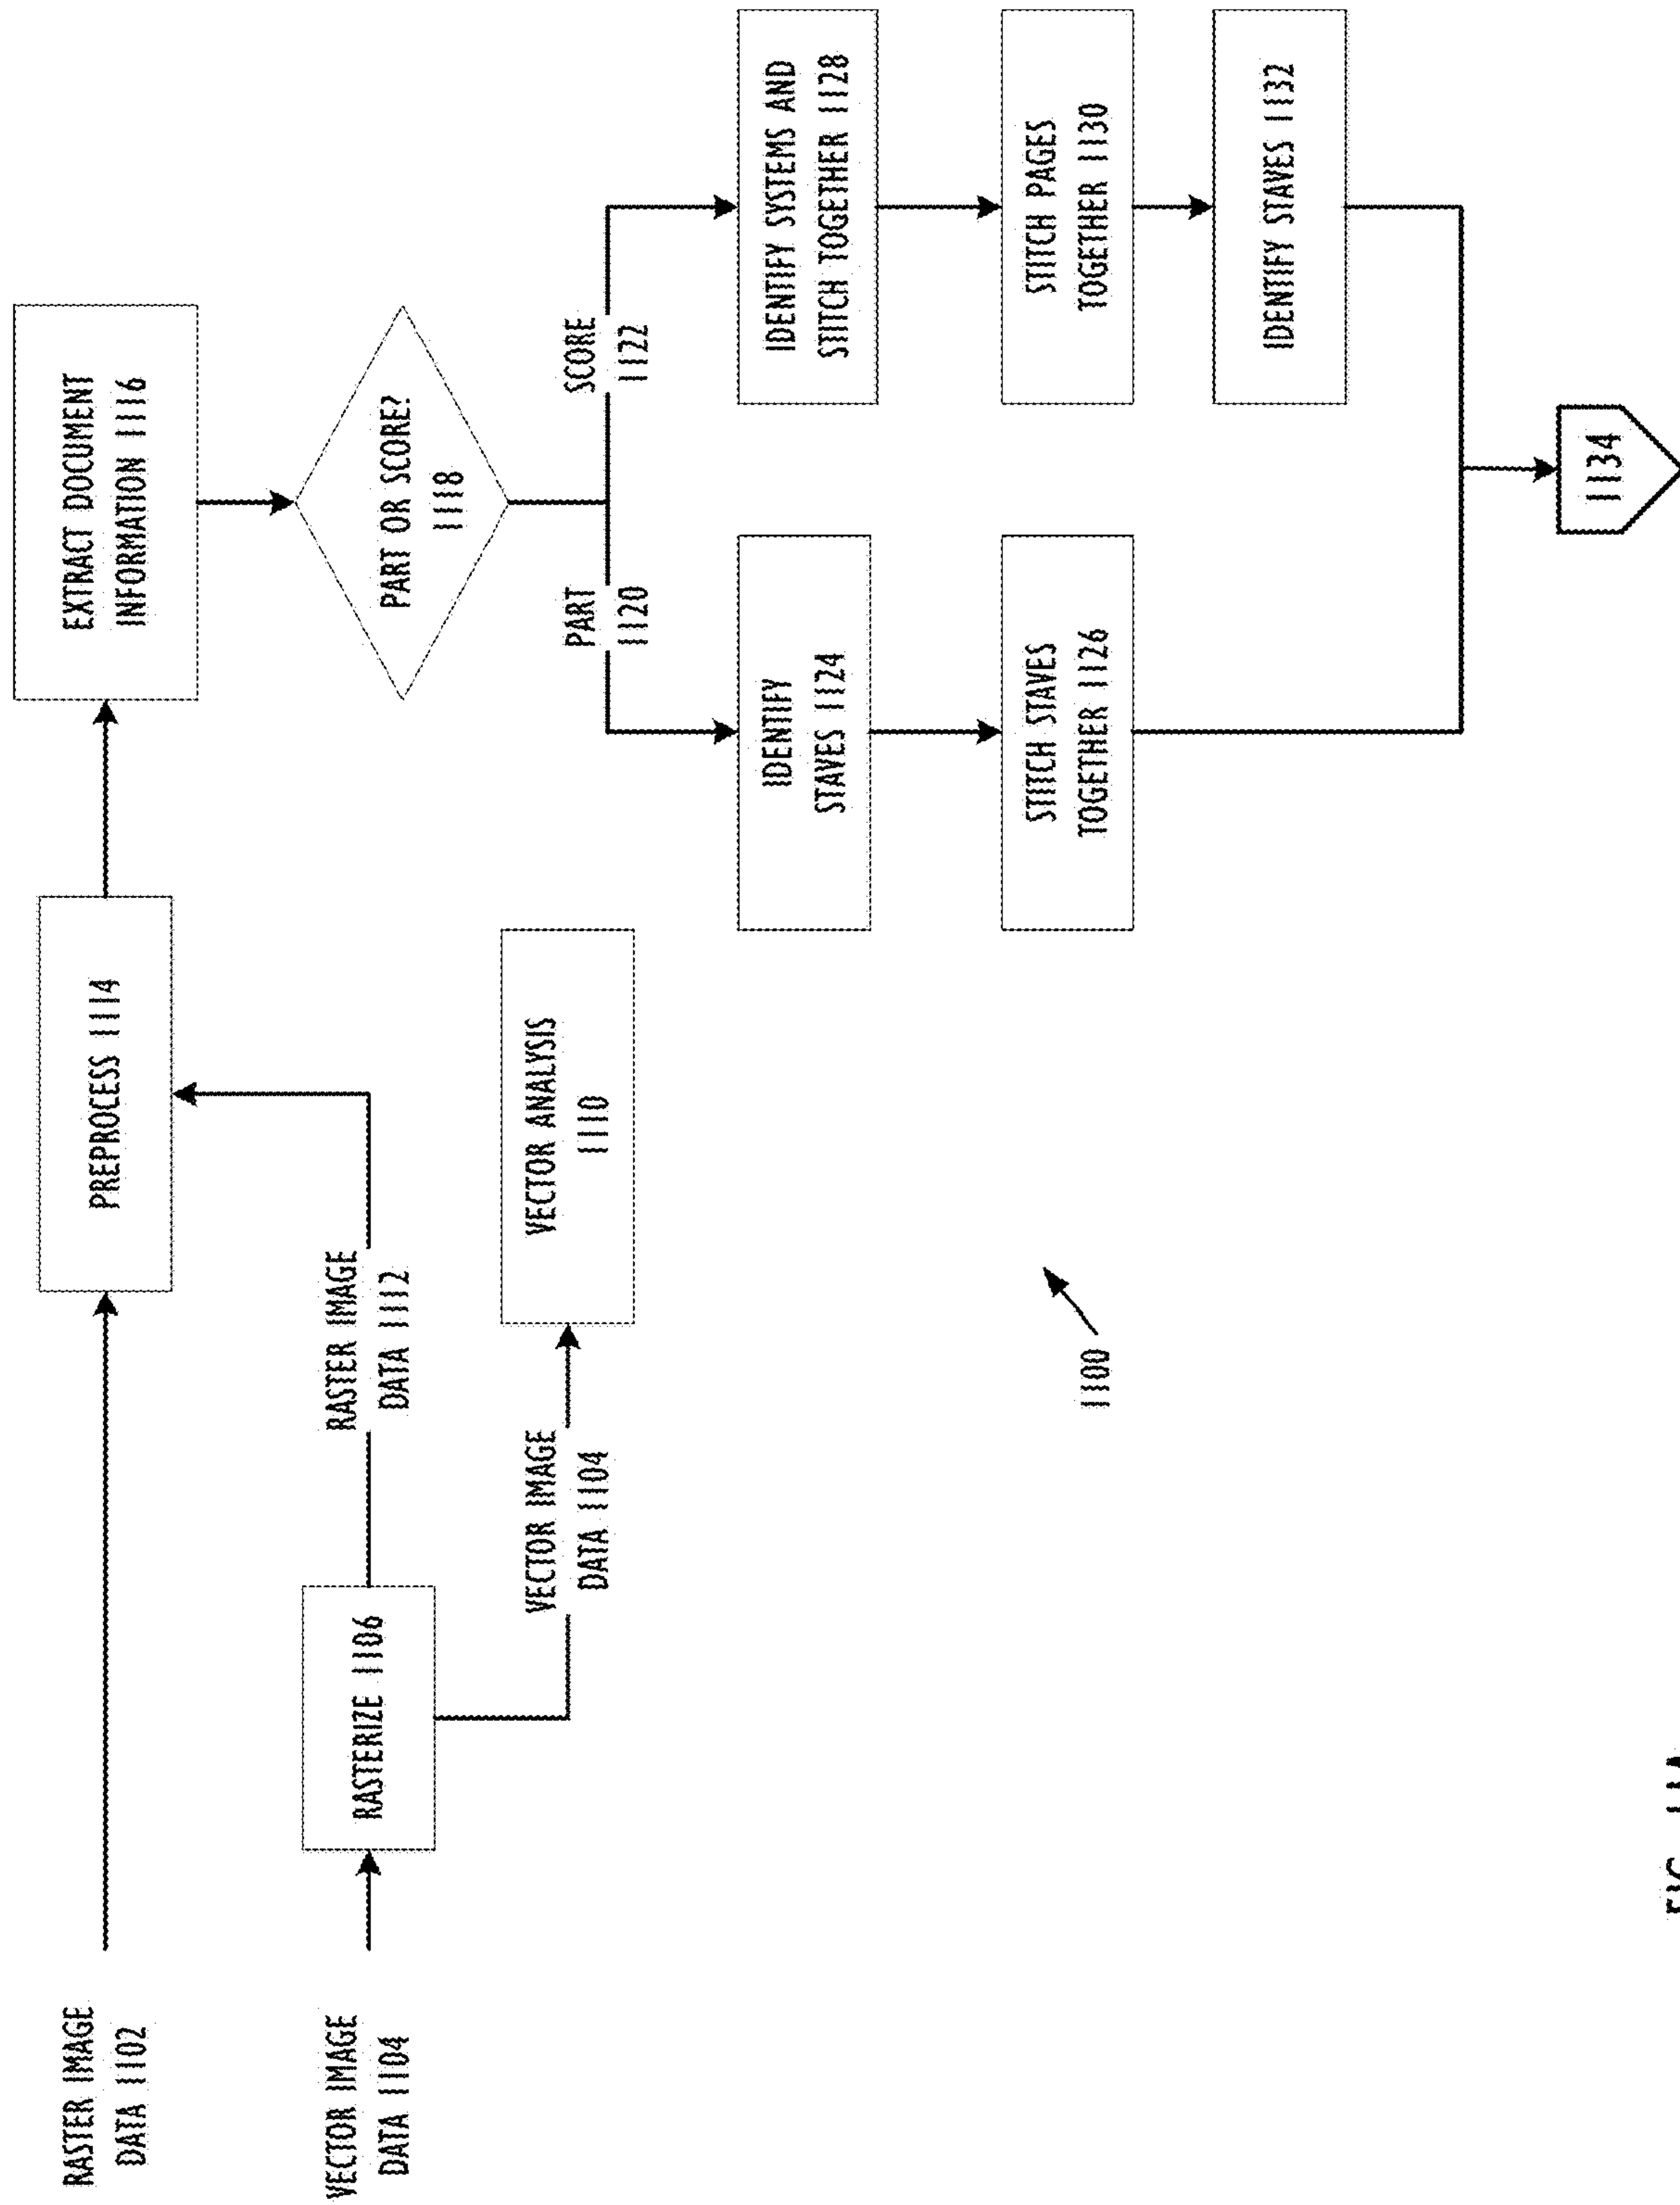 RASTER IMAGE
DATA 1102
PREPROCESS 1114
EXTRACT DOCUMENT
INFORMATION 1116
VECTOR IMAGE
DATA 1104
RASTERIZE 1106
RASTER IMAGE
DATA 1112
PART OR SCORE?
1118
VECTOR IMAGE
DATA 1104
VECTOR ANALYSIS
1110
PART
1120
SCORE
1122
IDENTIFY
STAVES 1124
IDENTIFY SYSTEMS AND
STITCH TOGETHER 1128
STITCH STAVES
TOGETHER 1126
STITCH PAGES
TOGETHER 1130
1100
IDENTIFY STAVES 1132
1134